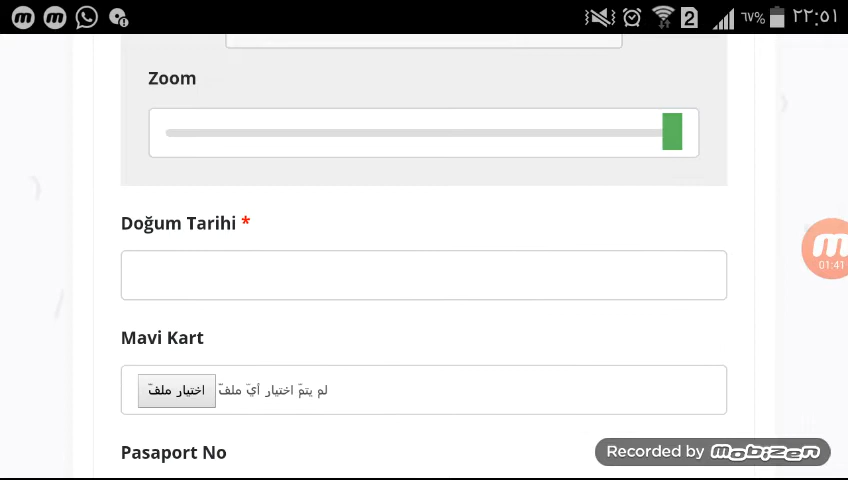 ٦٧% ٢٢:٥١
2
Zoom
Doğum Tarihi *
01:41
Mavi Kart
اختيار ملفّ لم يتمّ اختيار أيّ ملفّ
Pasaport No
Recorded by mobizen